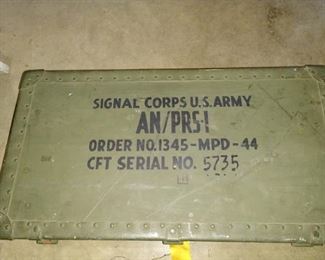 SIGNAL CORPS U.S. ARMY
AN/PRS-1
ORDER NO. 1345-MPD-44
CFT SERIAL NO. 5735